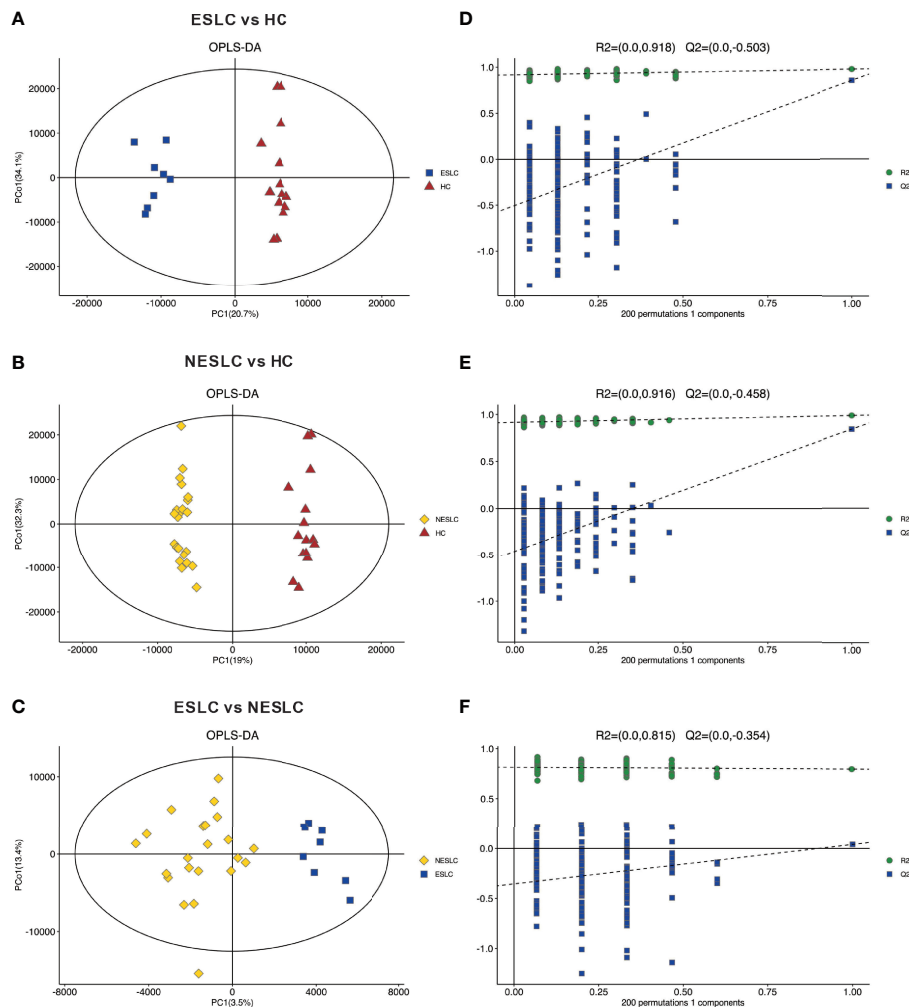 A
ESLC vs HC
OPLS-DA
PCo1(34.1%)
20000
10000
0
-10000
-20000
-20000 -10000 0 10000 20000
PC1(20.7%)
ESLC
HC
D
R2=(0.0,0.918) Q2=(0.0,-0.503)
1.0
0.5
0.0
-0.5
-1.0
0.00 0.25 0.50 0.75 1.00
200 permutations 1 components
R2
Q2
B
NESLC vs HC
OPLS-DA
PCo1(32.3%)
20000
10000
0
-10000
-20000
-20000 -10000 0 10000 20000
PC1(19%)
NESLC
HC
E
R2=(0.0,0.916) Q2=(0.0,-0.458)
1.0
0.5
0.0
-0.5
-1.0
0.00 0.25 0.50 0.75 1.00
200 permutations 1 components
R2
Q2
C
ESLC vs NESLC
OPLS-DA
PCo1(13.4%)
10000
0
-10000
-8000 -4000 0 4000 8000
PC1(3.5%)
NESLC
ESLC
F
R2=(0.0,0.815) Q2=(0.0,-0.354)
1.0
0.5
0.0
-0.5
-1.0
0.00 0.25 0.50 0.75 1.00
200 permutations 1 components
R2
Q2